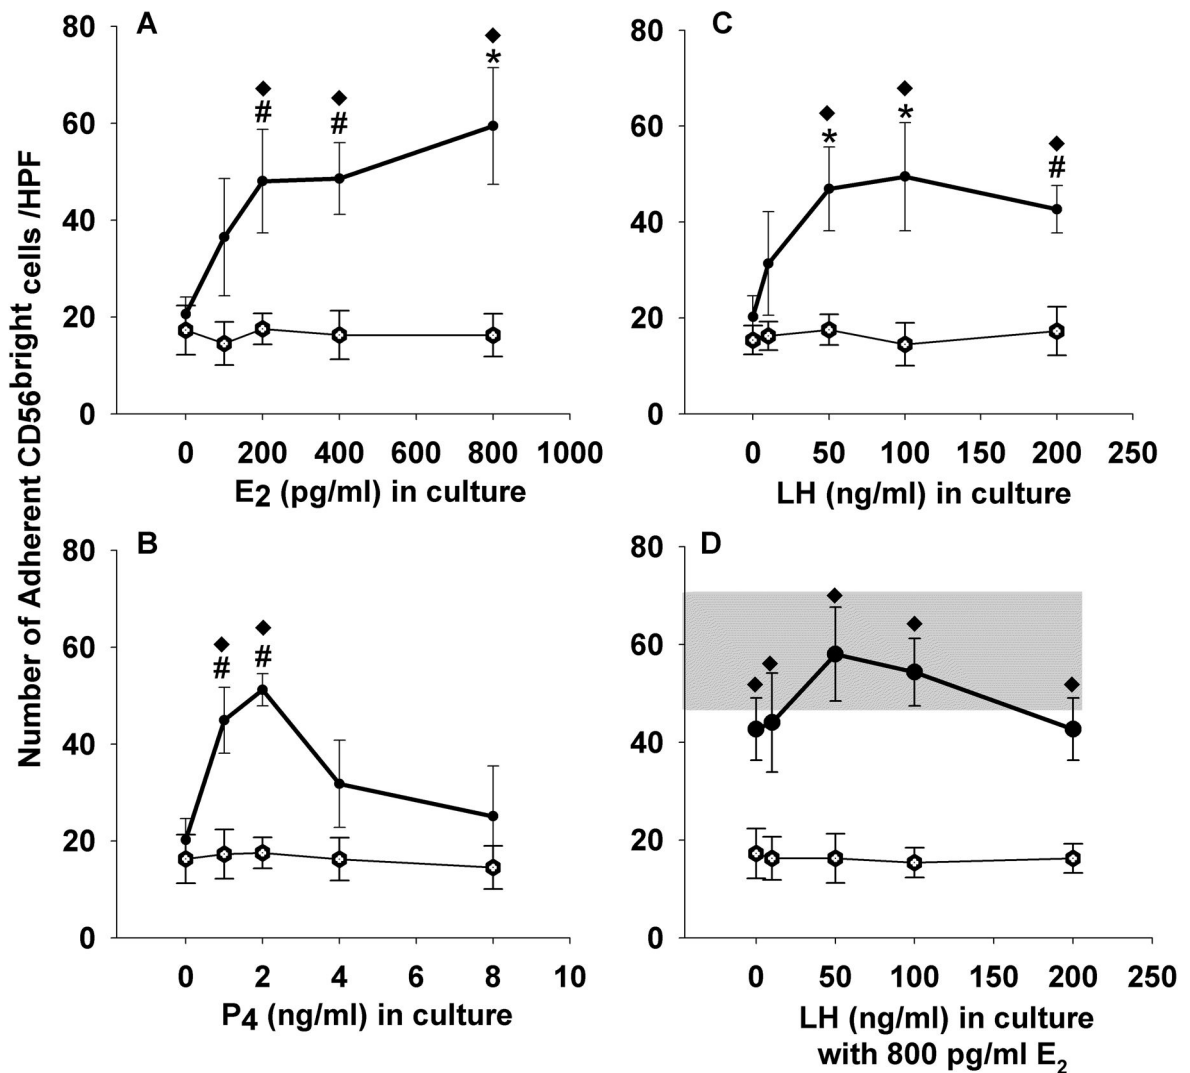 Number of Adherent CD56bright cells /HPF
A
80
60
40
20
0
◆ # ◆ # ◆ *
0 200 400 600 800 1000
E2 (pg/ml) in culture
C
80
60
40
20
0
◆ * ◆ * ◆ #
0 50 100 150 200 250
LH (ng/ml) in culture
B
80
60
40
20
0
◆ # ◆ #
0 2 4 6 8 10
P4 (ng/ml) in culture
D
80
60
40
20
0
◆ ◆ ◆ ◆ ◆
0 50 100 150 200 250
LH (ng/ml) in culture
with 800 pg/ml E2